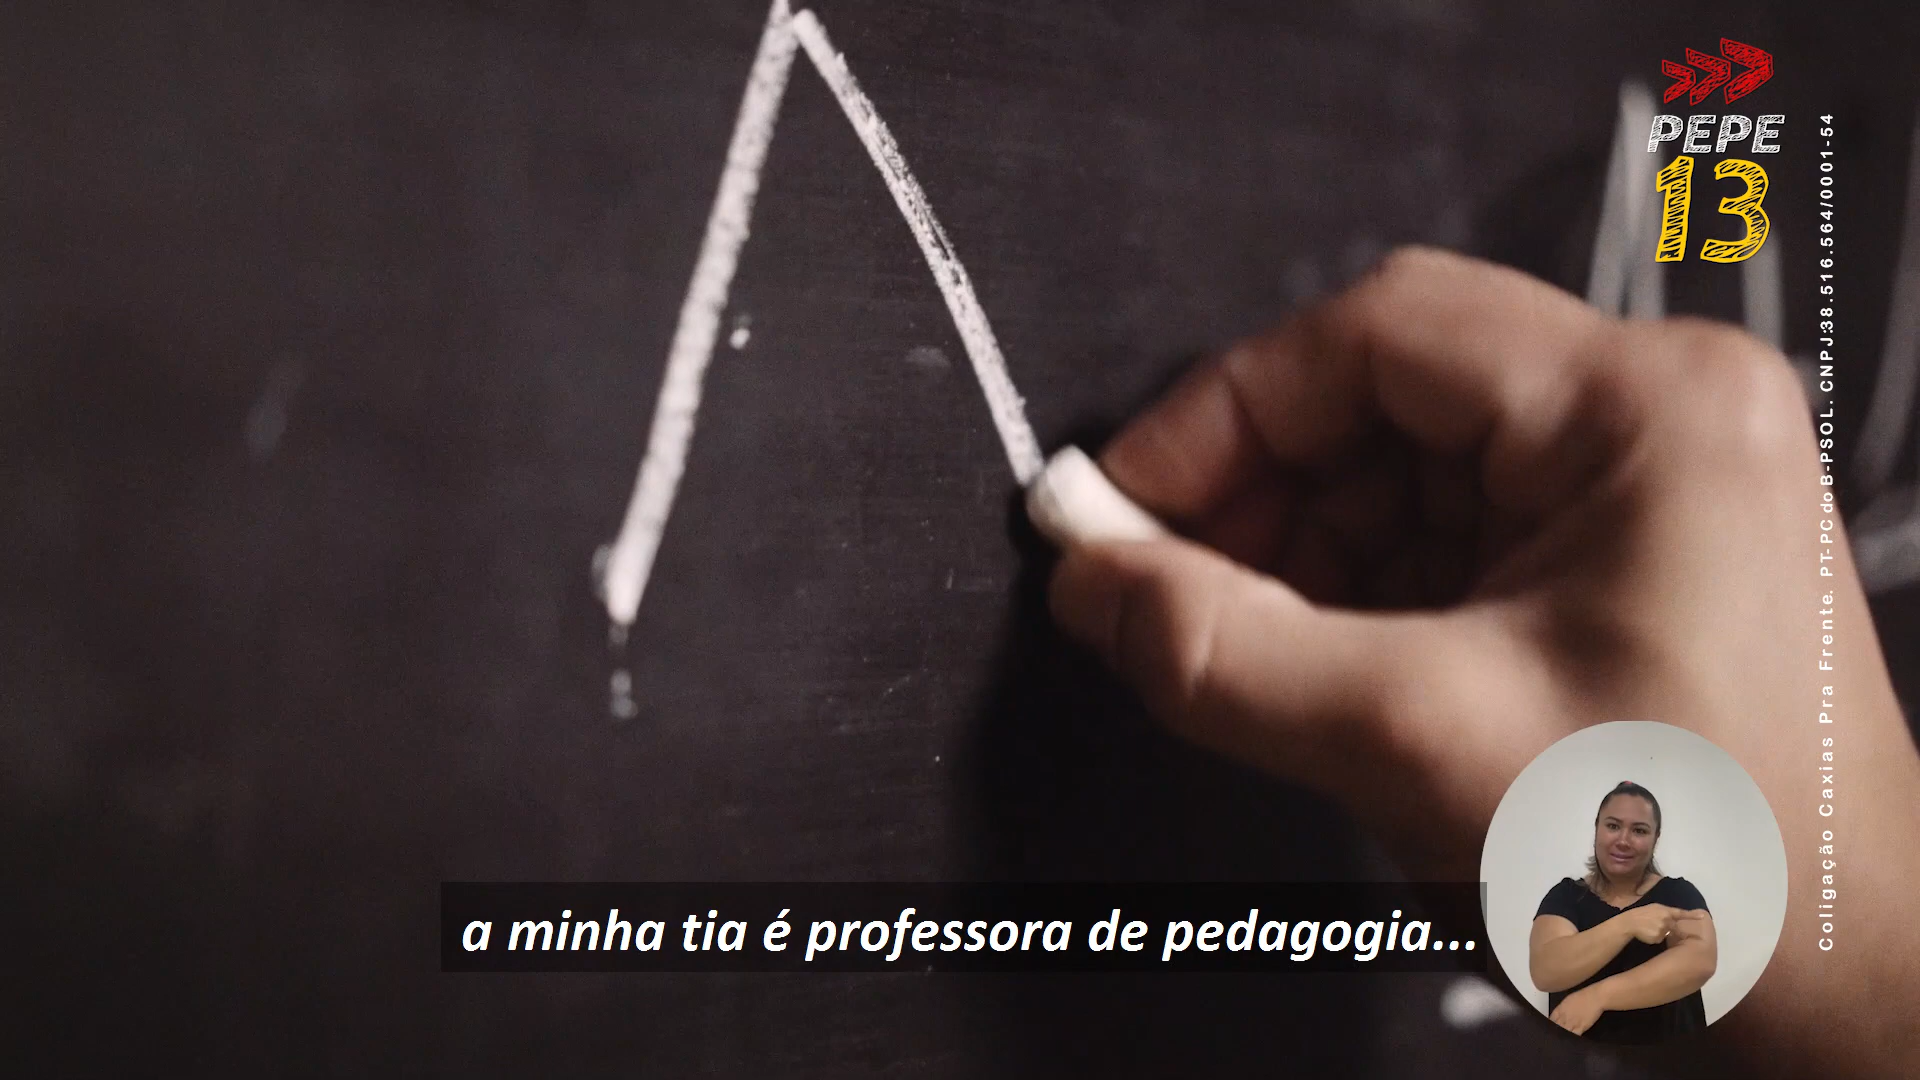 PEPE
13
Coligação Caxias Pra Frente. PT-PCdoB-PSOL. CNPJ:38.516.564/0001-54
a minha tia é professora de pedagogia...